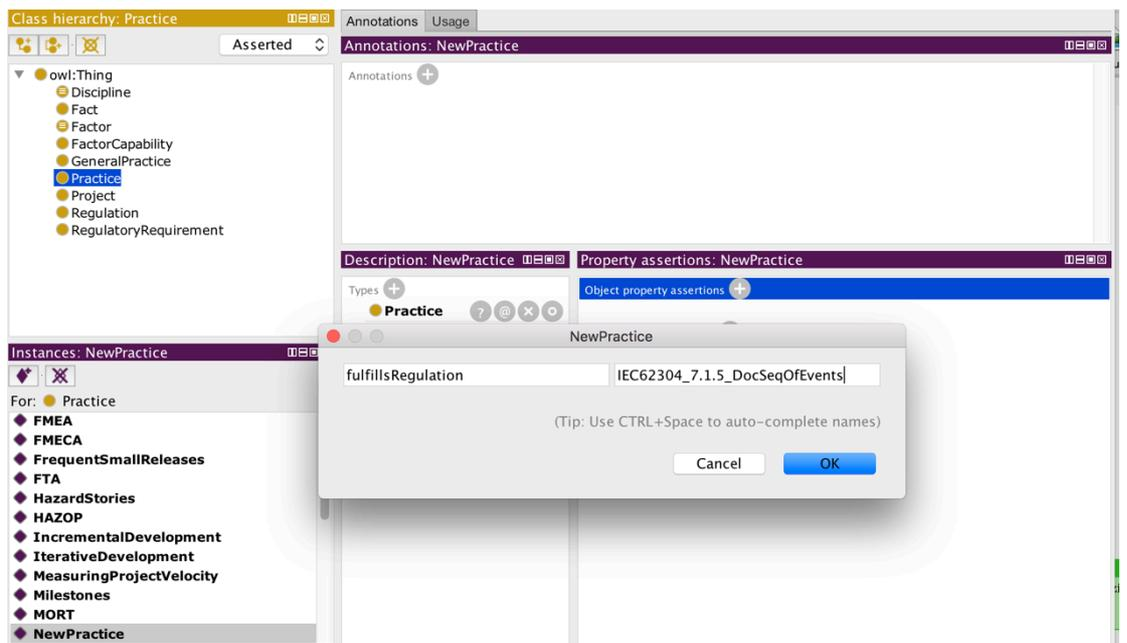 Class hierarchy: Practice
Asserted
owl:Thing
Discipline
Fact
Factor
FactorCapability
GeneralPractice
Practice
Project
Regulation
RegulatoryRequirement
Instances: NewPractice
For: Practice
FMEA
FMECA
FrequentSmallReleases
FTA
HazardStories
HAZOP
IncrementalDevelopment
IterativeDevelopment
MeasuringProjectVelocity
Milestones
MORT
NewPractice
Annotations Usage
Annotations: NewPractice
Annotations
Description: NewPractice
Types
Practice ? @
Property assertions: NewPractice
Object property assertions
NewPractice
fulfillsRegulation IEC62304_7.1.5_DocSeqOfEvents
(Tip: Use CTRL+Space to auto-complete names)
Cancel OK